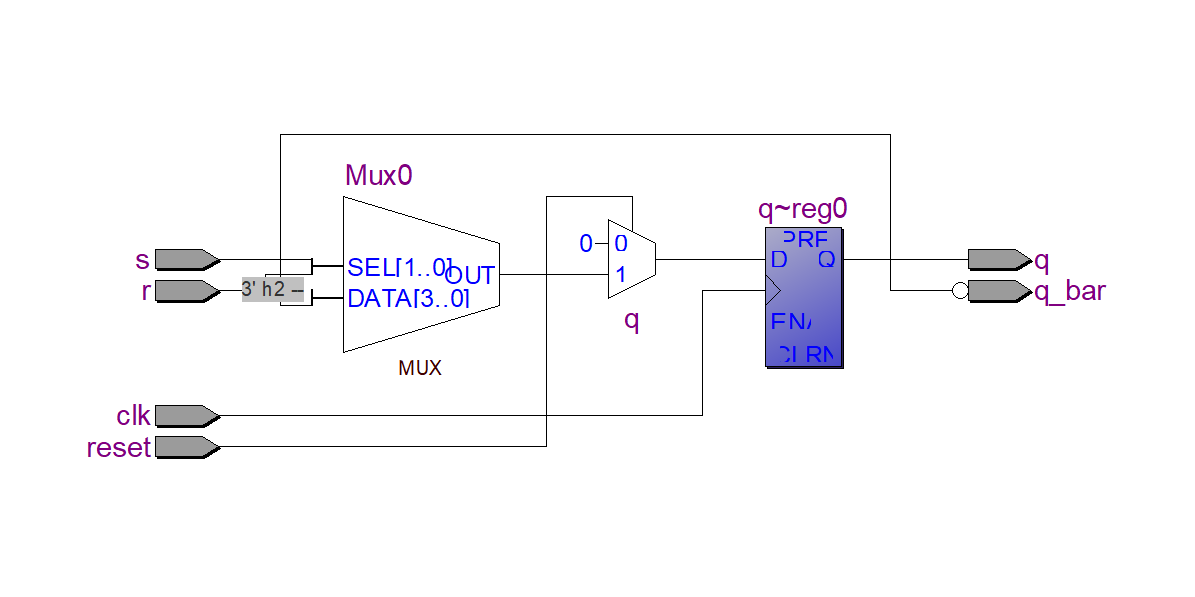 Mux0
s
SEL[1..0]
OUT
r
3' h2 --
DATA[3..0]
MUX
0
0
1
q
q~reg0
PRE
D
Q
ENA
CLRN
q
q_bar
clk
reset